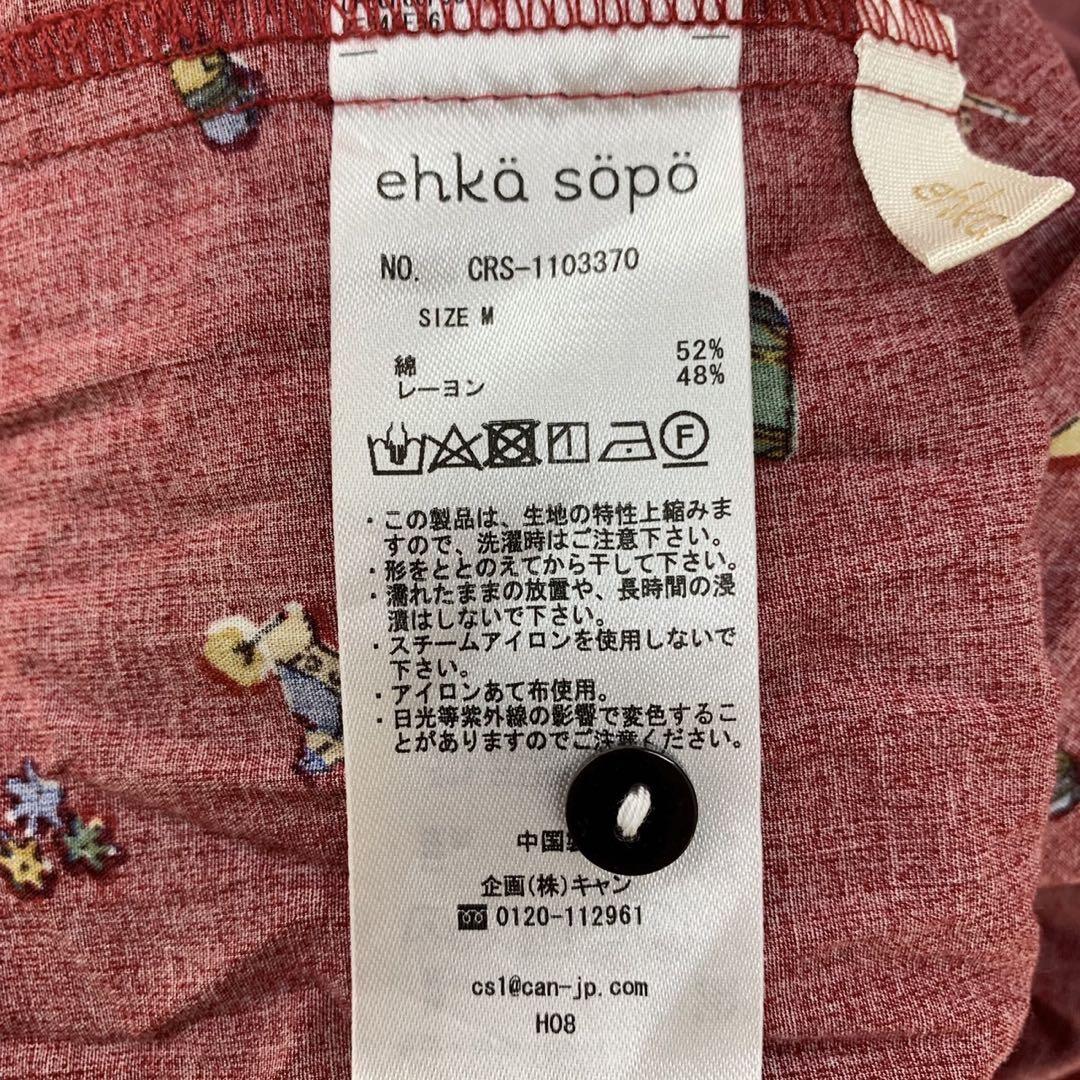 4 E 6
ehkä söpö
ehkä
NO. CRS-1103370
SIZE M
綿 52%
レーヨン 48%
F
・この製品は、生地の特性上縮みま
すので、洗濯時はご注意下さい。
・形をととのえてから干して下さい。
・濡れたままの放置や、長時間の浸
漬はしないで下さい。
・スチームアイロンを使用しないで
下さい。
・アイロンあて布使用。
・日光等紫外線の影響で変色するこ
とがありますのでご注意ください。
中国
企画(株)キャン
0120-112961
cs1@can-jp.com
H08